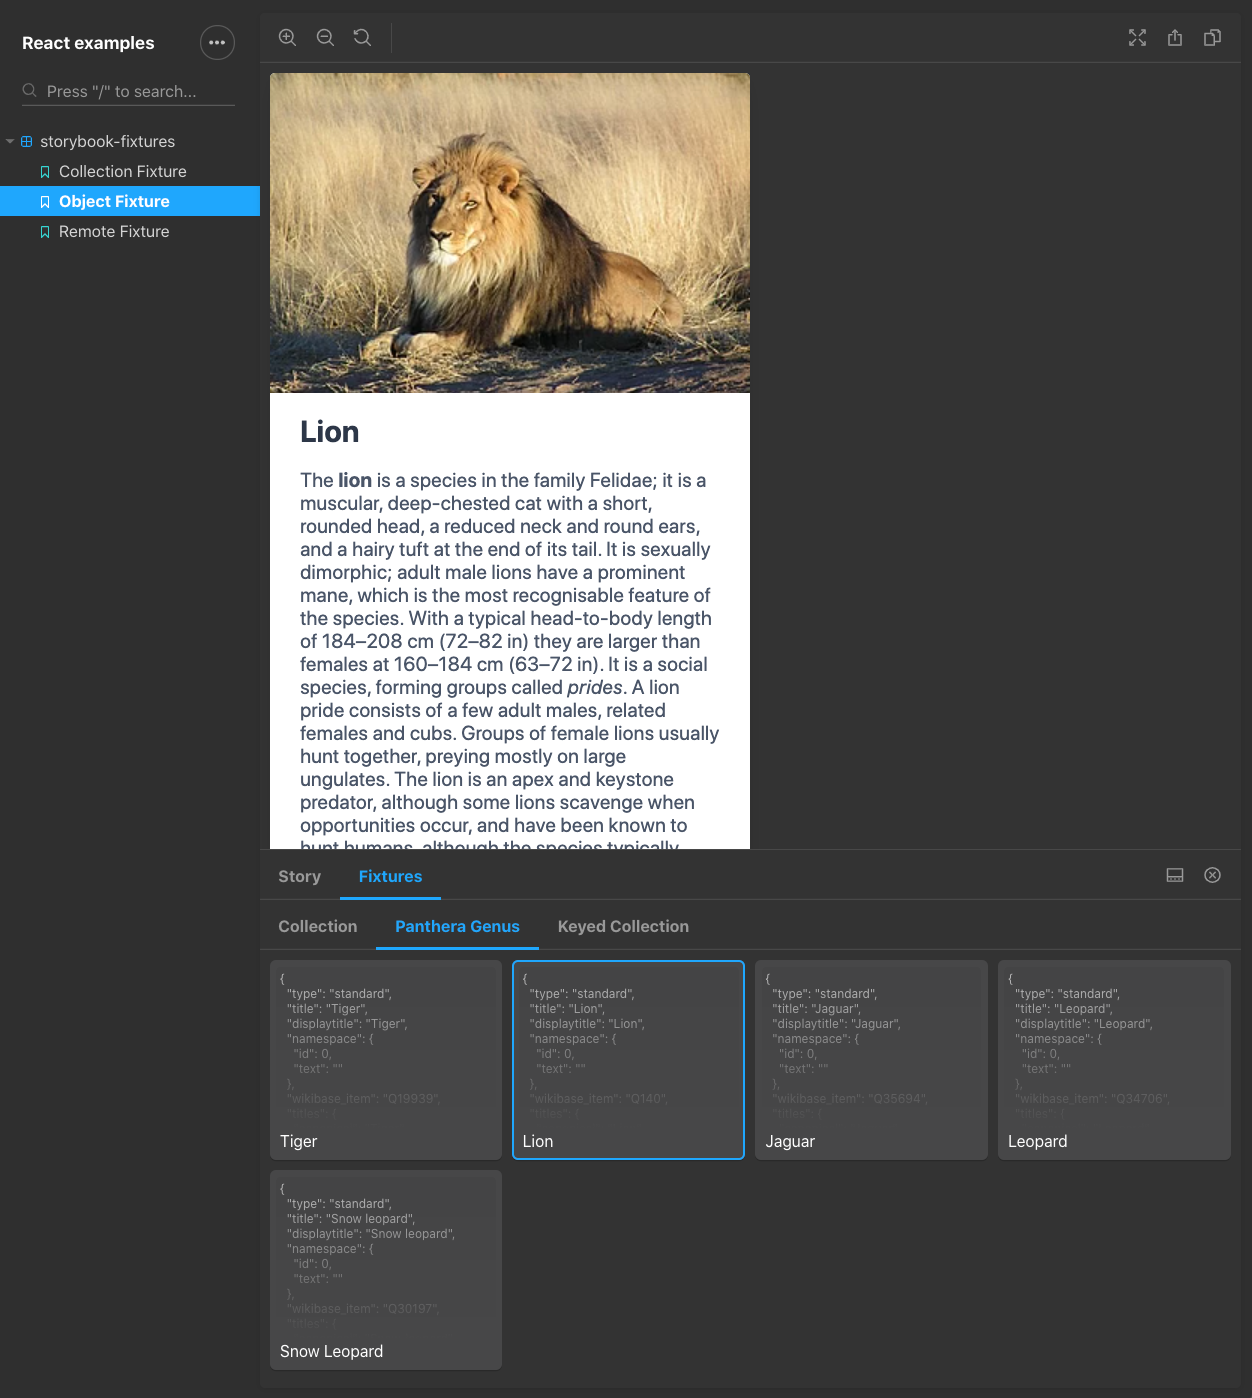 React examples
Press "/" to search...
storybook-fixtures
Collection Fixture
Object Fixture
Remote Fixture
Lion
The lion is a species in the family Felidae; it is a
muscular, deep-chested cat with a short,
rounded head, a reduced neck and round ears,
and a hairy tuft at the end of its tail. It is sexually
dimorphic; adult male lions have a prominent
mane, which is the most recognisable feature of
the species. With a typical head-to-body length
of 184–208 cm (72–82 in) they are larger than
females at 160–184 cm (63–72 in). It is a social
species, forming groups called prides. A lion
pride consists of a few adult males, related
females and cubs. Groups of female lions usually
hunt together, preying mostly on large
ungulates. The lion is an apex and keystone
predator, although some lions scavenge when
opportunities occur, and have been known to
hunt humans, although the species typically
Story
Fixtures
Collection
Panthera Genus
Keyed Collection
{
"type": "standard",
"title": "Tiger",
"displaytitle": "Tiger",
"namespace": {
"id": 0,
"text": ""
},
"wikibase_item": "Q19939",
"titles": {
Tiger
{
"type": "standard",
"title": "Lion",
"displaytitle": "Lion",
"namespace": {
"id": 0,
"text": ""
},
"wikibase_item": "Q140",
"titles": {
Lion
{
"type": "standard",
"title": "Jaguar",
"displaytitle": "Jaguar",
"namespace": {
"id": 0,
"text": ""
},
"wikibase_item": "Q35694",
"titles": {
Jaguar
{
"type": "standard",
"title": "Leopard",
"displaytitle": "Leopard",
"namespace": {
"id": 0,
"text": ""
},
"wikibase_item": "Q34706",
"titles": {
Leopard
{
"type": "standard",
"title": "Snow leopard",
"displaytitle": "Snow leopard",
"namespace": {
"id": 0,
"text": ""
},
"wikibase_item": "Q30197",
"titles": {
Snow Leopard